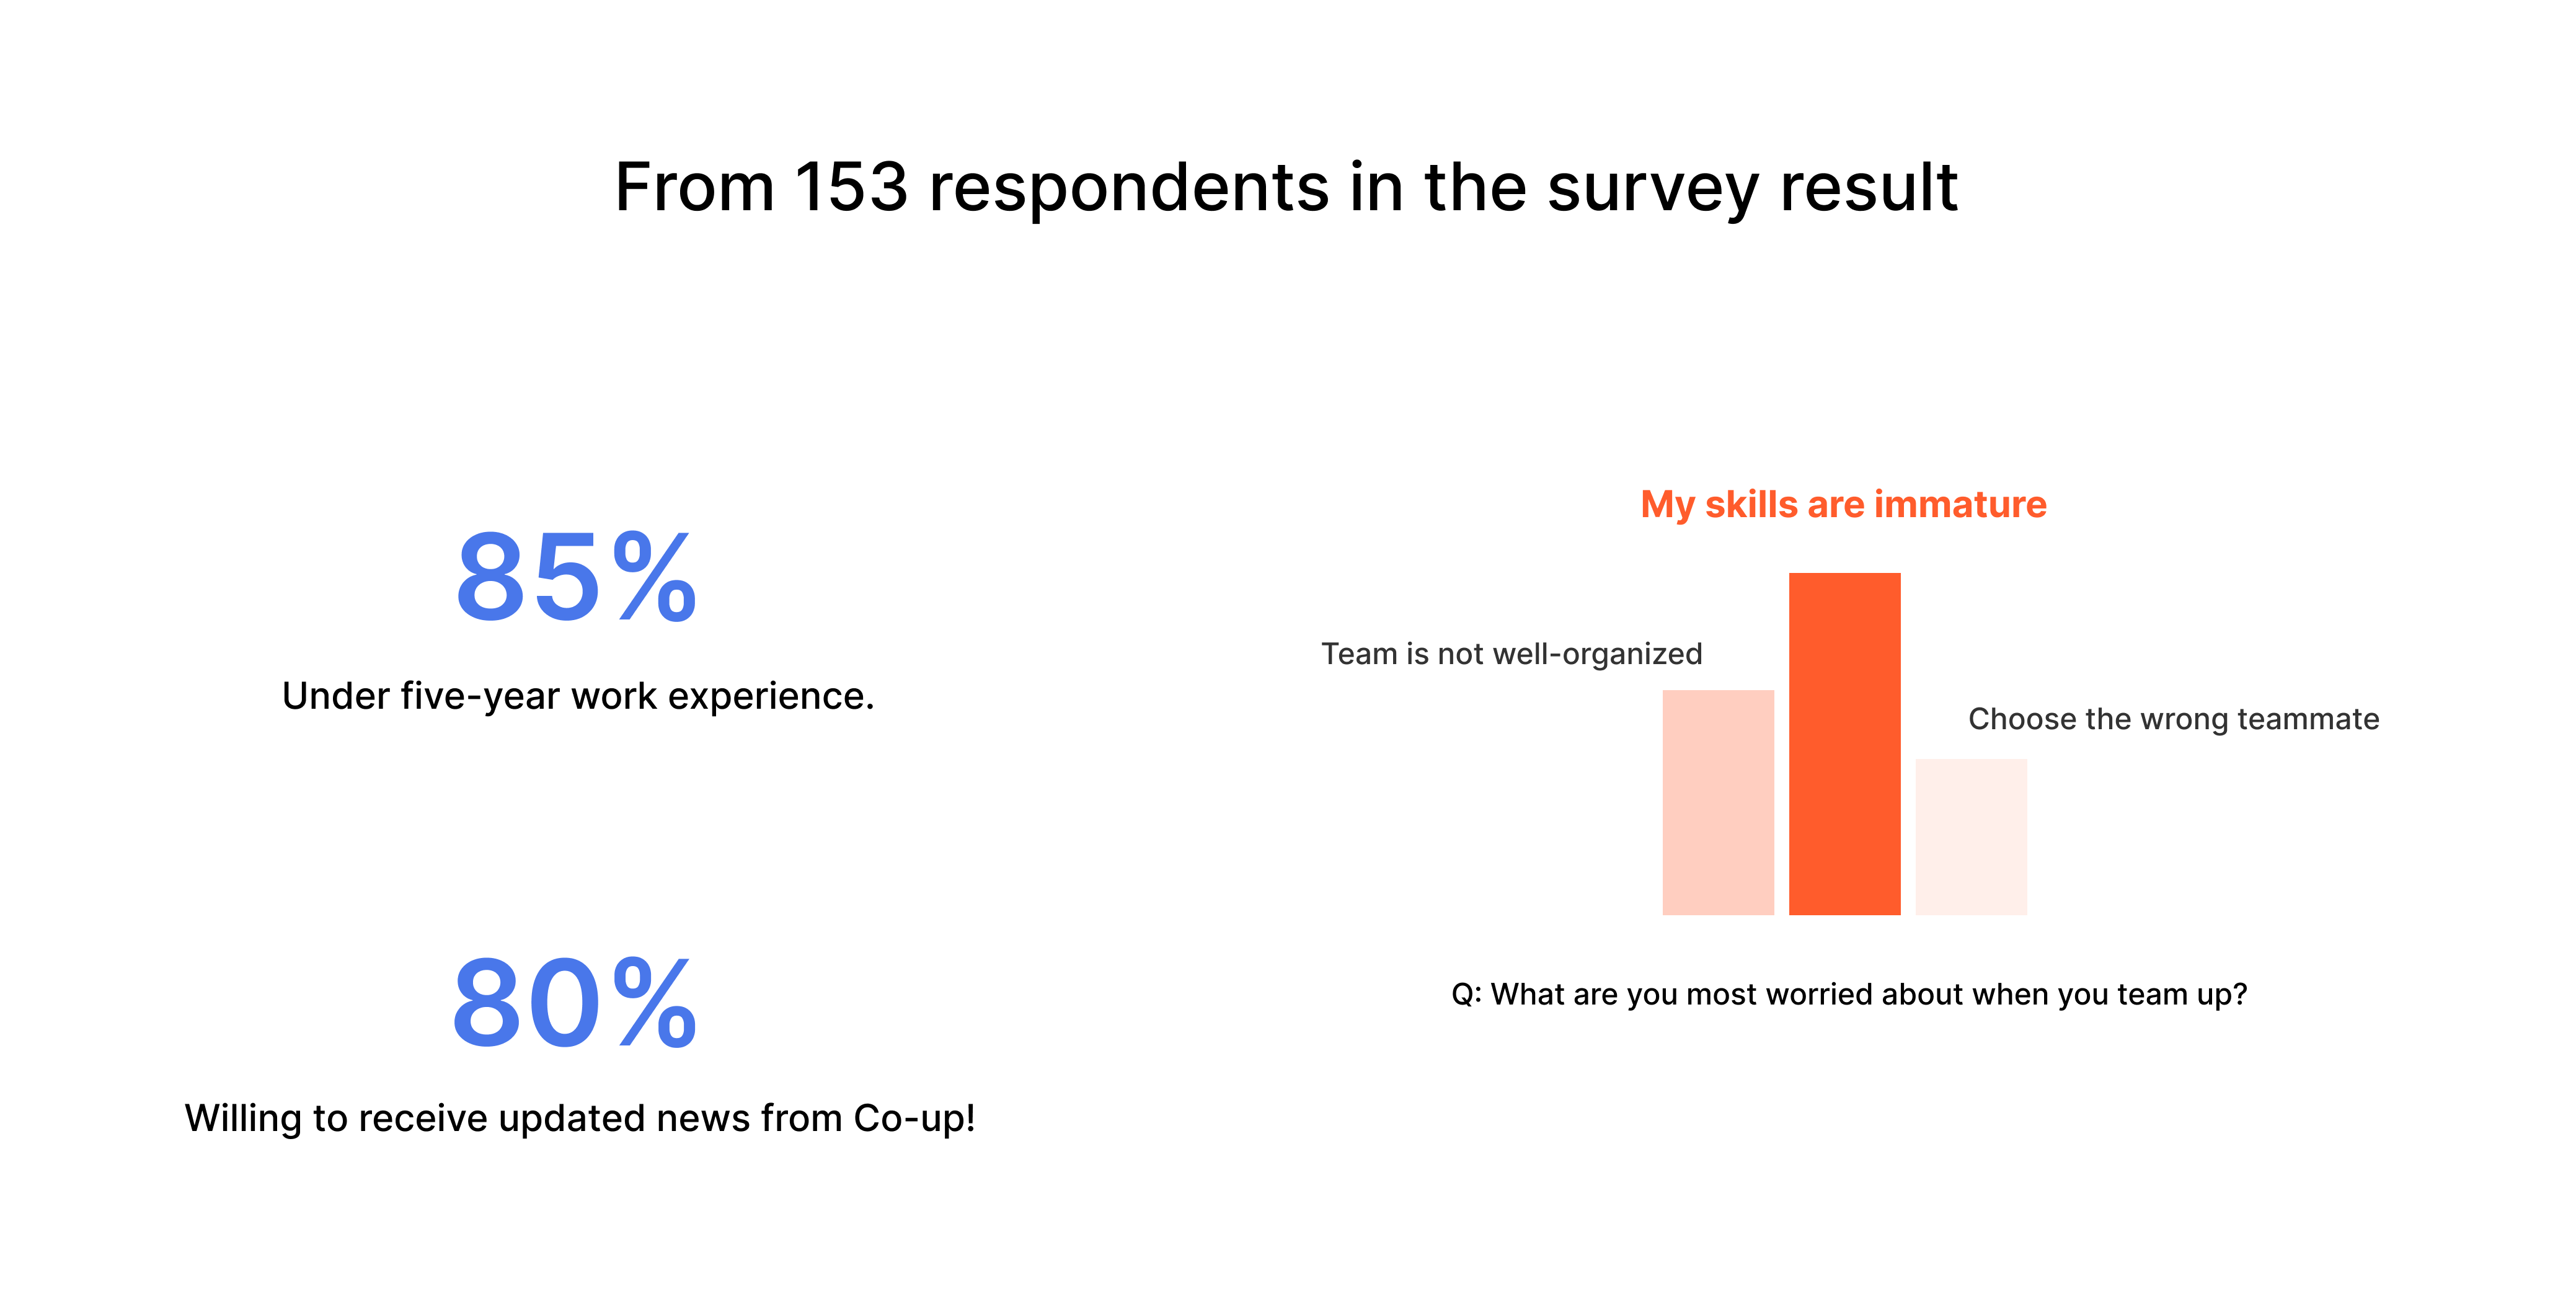 From 153 respondents in the survey result
85%
Under five-year work experience.
80%
Willing to receive updated news from Co-up!
My skills are immature
Team is not well-organized
Choose the wrong teammate
Q: What are you most worried about when you team up?